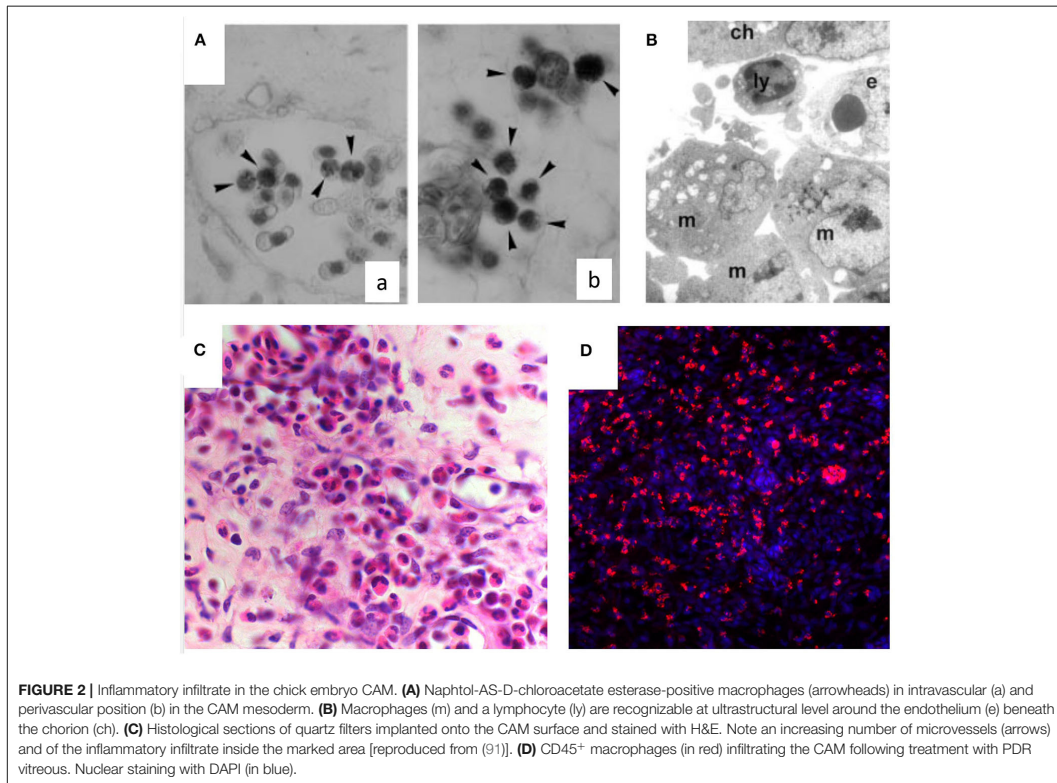 A
a
b
B
ch
ly
e
m
m
m
C
D
FIGURE 2 | Inflammatory infiltrate in the chick embryo CAM. (A) Naphtol-AS-D-chloroacetate esterase-positive macrophages (arrowheads) in intravascular (a) and
perivascular position (b) in the CAM mesoderm. (B) Macrophages (m) and a lymphocyte (ly) are recognizable at ultrastructural level around the endothelium (e) beneath
the chorion (ch). (C) Histological sections of quartz filters implanted onto the CAM surface and stained with H&E. Note an increasing number of microvessels (arrows)
and of the inflammatory infiltrate inside the marked area [reproduced from (91)]. (D) CD45⁺ macrophages (in red) infiltrating the CAM following treatment with PDR
vitreous. Nuclear staining with DAPI (in blue).